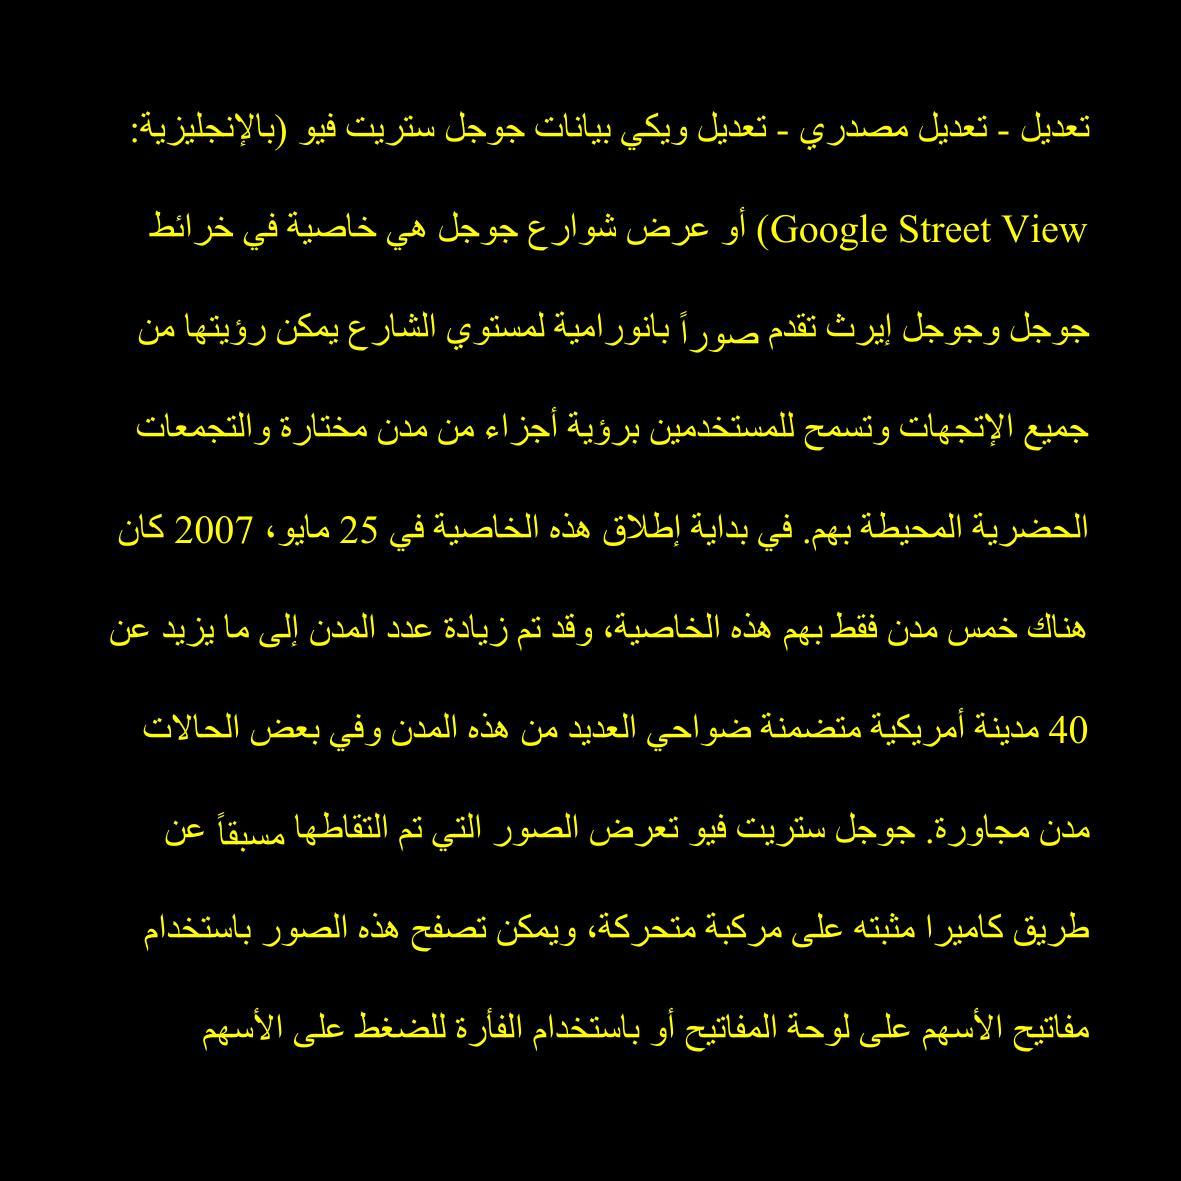 تعديل - تعديل مصدري - تعديل ويكي بيانات جوجل ستريت فيو (بالإنجليزية:
Google Street View) أو عرض شوارع جوجل هي خاصية في خرائط
جوجل وجوجل إيرث تقدم صوراً بانورامية لمستوي الشارع يمكن رؤيتها من
جميع الإتجهات وتسمح للمستخدمين برؤية أجزاء من مدن مختارة والتجمعات
الحضرية المحيطة بهم. في بداية إطلاق هذه الخاصية في 25 مايو، 2007 كان
هناك خمس مدن فقط بهم هذه الخاصية، وقد تم زيادة عدد المدن إلى ما يزيد عن
40 مدينة أمريكية متضمنة ضواحي العديد من هذه المدن وفي بعض الحالات
مدن مجاورة. جوجل ستريت فيو تعرض الصور التي تم التقاطها مسبقاً عن
طريق كاميرا مثبته على مركبة متحركة، ويمكن تصفح هذه الصور باستخدام
مفاتيح الأسهم على لوحة المفاتيح أو باستخدام الفأرة للضغط على الأسهم